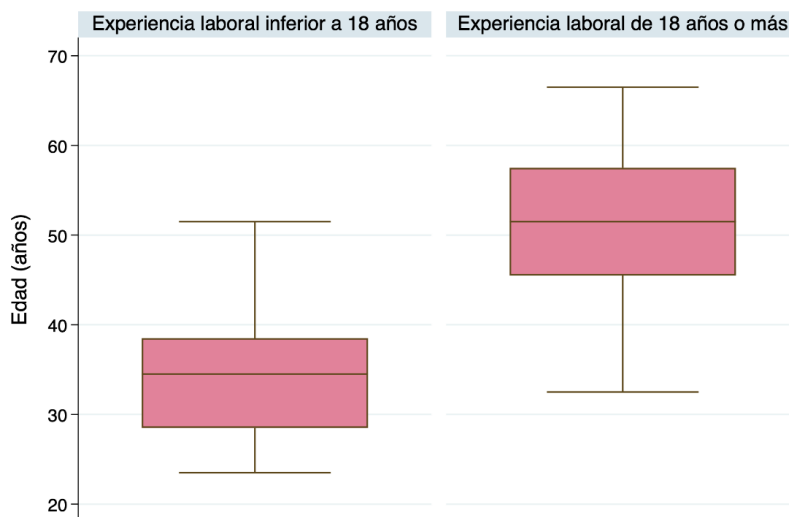 Experiencia laboral inferior a 18 años
Experiencia laboral de 18 años o más
Edad (años)
70
60
50
40
30
20